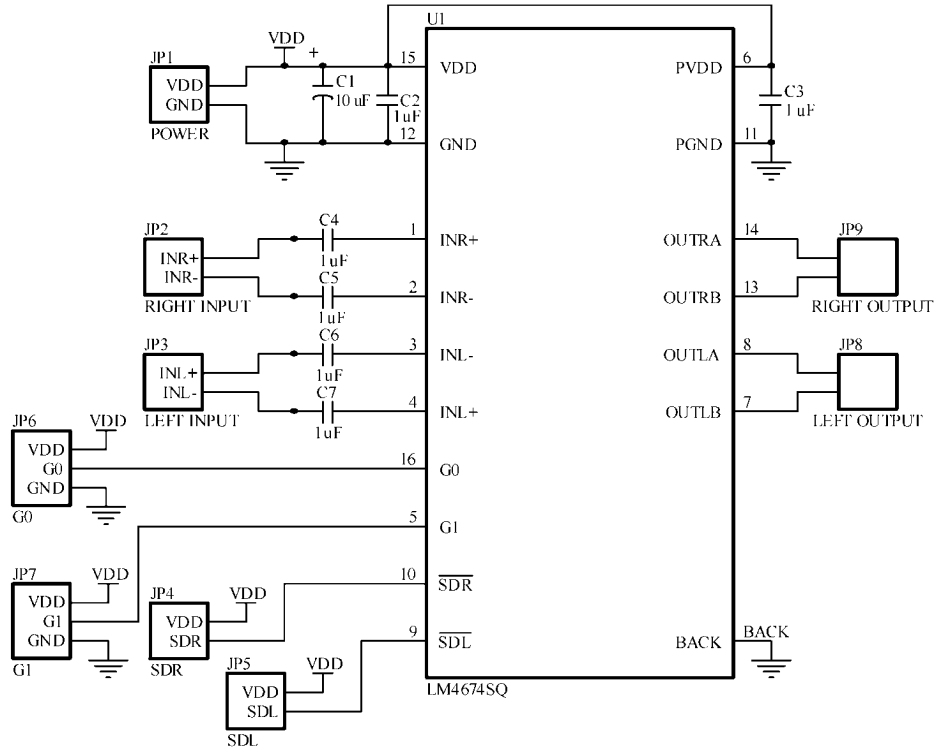 U1
VDD
+
JP1
VDD
GND
POWER
C1
10 uF
C2
1uF
15
VDD
12
GND
PVDD
6
C3
1 uF
PGND
11
JP2
INR+
INR-
RIGHT INPUT
C4
1uF
C5
1uF
1
INR+
2
INR-
OUTRA
14
OUTRB
13
JP9
RIGHT OUTPUT
JP3
INL+
INL-
LEFT INPUT
C6
1uF
C7
1uF
3
INL-
4
INL+
OUTLA
8
OUTLB
7
JP8
LEFT OUTPUT
JP6
VDD
VDD
G0
GND
G0
16
G0
5
G1
JP7
VDD
VDD
G1
GND
G1
JP4
VDD
VDD
SDR
SDR
10
SDR
9
SDL
JP5
VDD
VDD
SDL
SDL
BACK
BACK
LM4674SQ